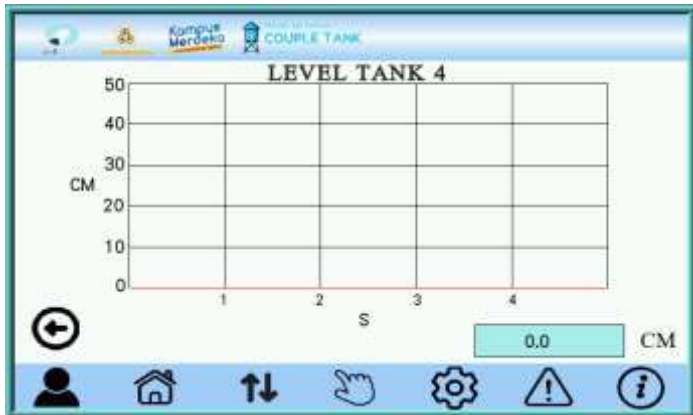 Kampus
Merdeka
COUPLE TANK
LEVEL TANK 4
50
40
30
CM
20
10
0
1 2 3 4
S
0.0 CM